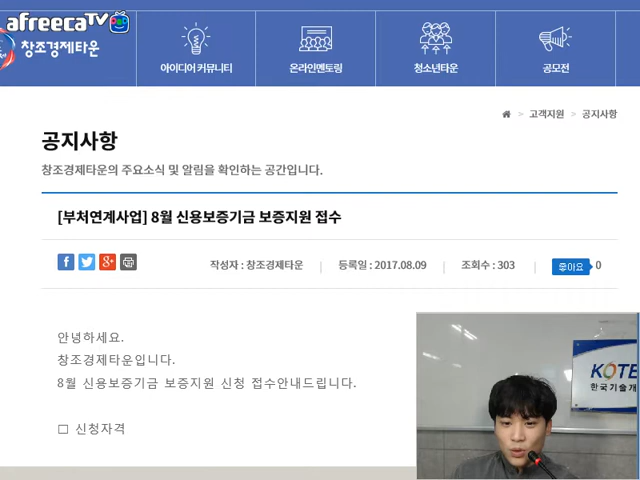 afreecaTV
창조경제타운
아이디어 커뮤니티
온라인멘토링
청소년타운
공모전
> 고객지원 > 공지사항
공지사항
창조경제타운의 주요소식 및 알림을 확인하는 공간입니다.
[부처연계사업] 8월 신용보증기금 보증지원 접수
작성자 : 창조경제타운 | 등록일 : 2017.08.09 | 조회수 : 303 | 좋아요 0
안녕하세요.
창조경제타운입니다.
8월 신용보증기금 보증지원 신청 접수안내드립니다.
□ 신청자격
KOTE
한국기술개